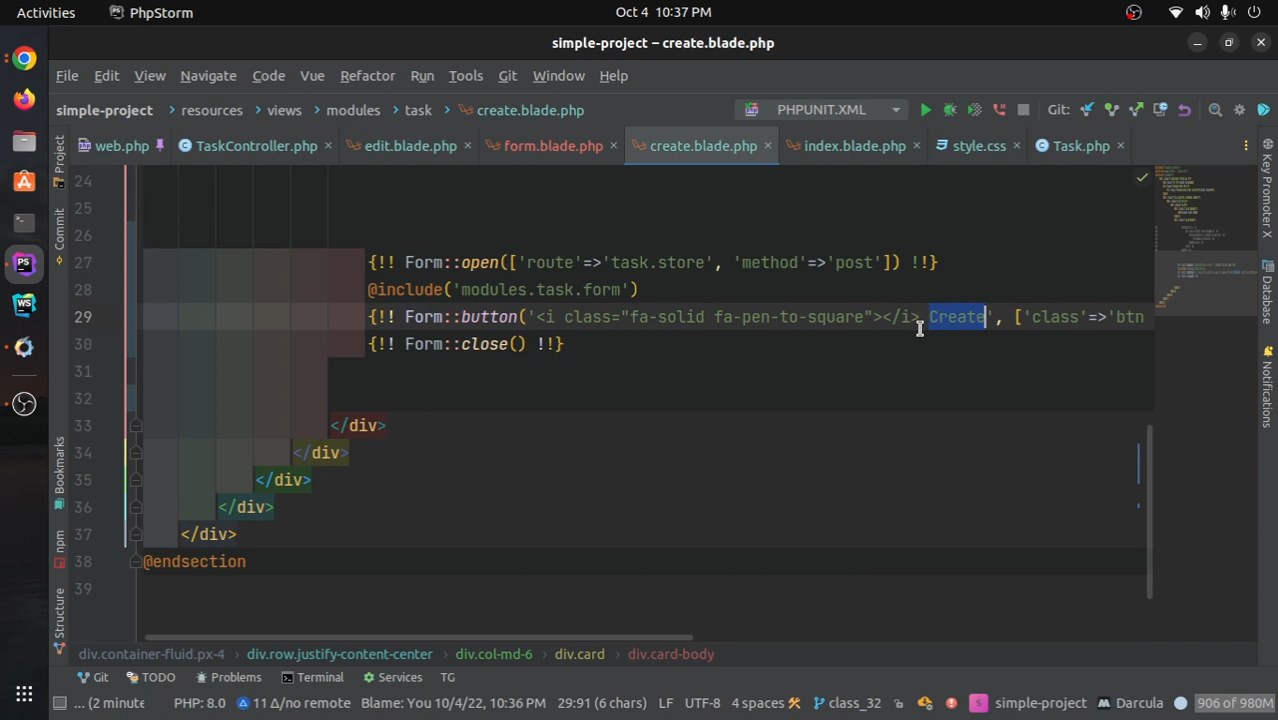 Activities PhpStorm Oct 4 10:37 PM
simple-project – create.blade.php
File Edit View Navigate Code Vue Refactor Run Tools Git Window Help
simple-project resources views modules task create.blade.php PHPUNIT.XML Git:
web.php TaskController.php edit.blade.php form.blade.php create.blade.php index.blade.php style.css Task.php
Project
Commit
Bookmarks
npm
Structure
24
25
26
27 {!! Form::open(['route'=>'task.store', 'method'=>'post']) !!}
28 @include('modules.task.form')
29 {!! Form::button('<i class="fa-solid fa-pen-to-square"></i> Create', ['class'=>'btn
30 {!! Form::close() !!}
31
32
33 </div>
34 </div>
35 </div>
36 </div>
37 </div>
38 @endsection
39
Key Promoter X
Database
Notifications
div.container-fluid.px-4 div.row.justify-content-center div.col-md-6 div.card div.card-body
Git TODO Problems Terminal Services TG
... (2 minute PHP: 8.0 11 Δ/no remote Blame: You 10/4/22, 10:36 PM 29:91 (6 chars) LF UTF-8 4 spaces class_32 S simple-project Darcula 906 of 980M